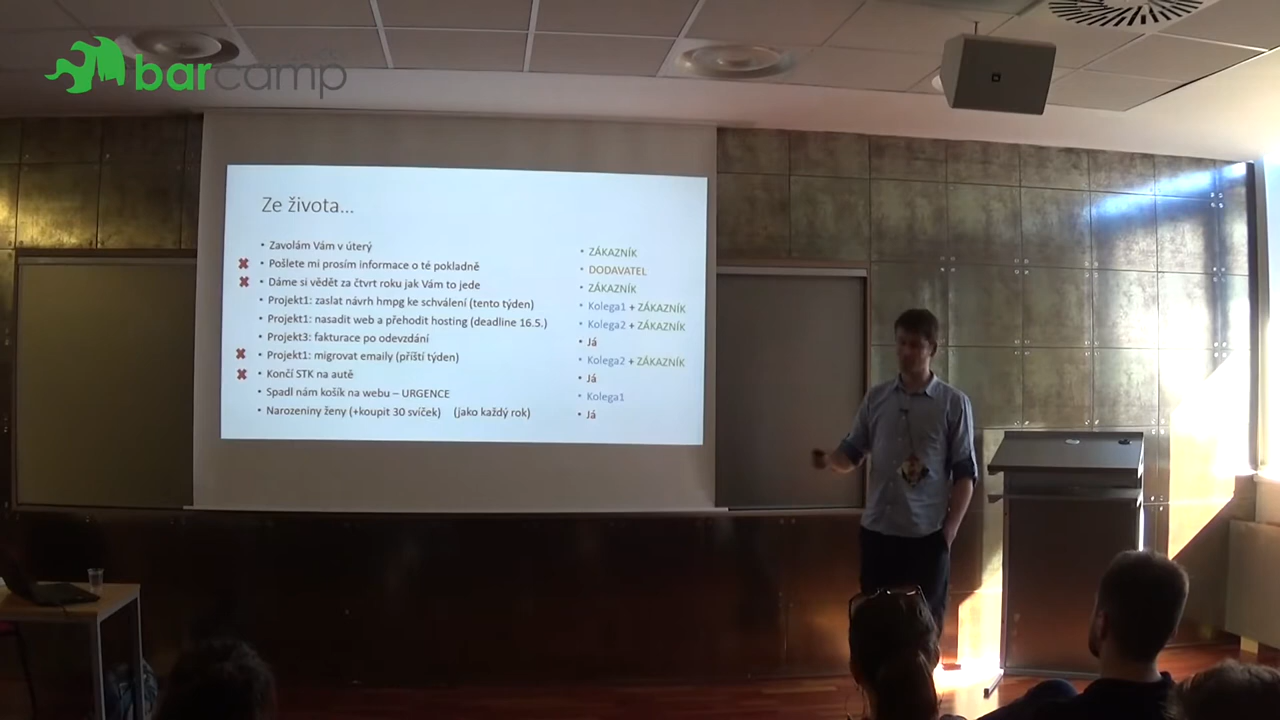 barcamp
Ze života...
• Zavolám Vám v úterý
• ZÁKAZNÍK
✖ • Pošlete mi prosím informace o té pokladně
• DODAVATEL
✖ • Dáme si vědět za čtvrt roku jak Vám to jede
• ZÁKAZNÍK
• Projekt1: zaslat návrh hmpg ke schválení (tento týden)
• Kolega1 + ZÁKAZNÍK
• Projekt1: nasadit web a přehodit hosting (deadline 16.5.)
• Kolega2 + ZÁKAZNÍK
• Projekt3: fakturace po odevzdání
• Já
✖ • Projekt1: migrovat emaily (příští týden)
• Kolega2 + ZÁKAZNÍK
✖ • Končí STK na autě
• Já
• Spadl nám košík na webu – URGENCE
• Kolega1
• Narozeniny ženy (+koupit 30 svíček) (jako každý rok)
• Já